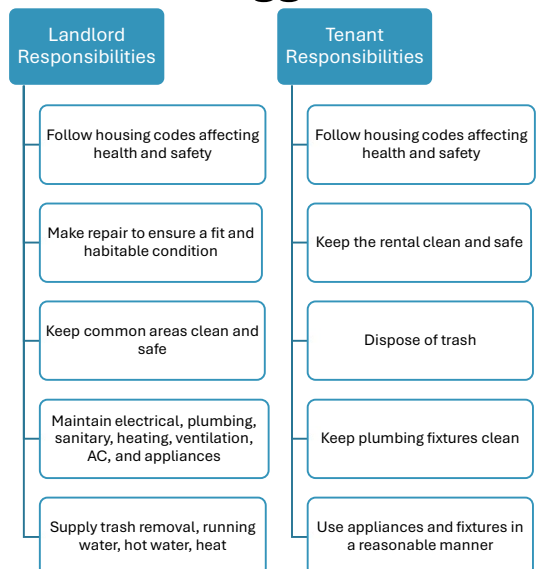 Landlord
Responsibilities
Follow housing codes affecting
health and safety
Make repair to ensure a fit and
habitable condition
Keep common areas clean and
safe
Maintain electrical, plumbing,
sanitary, heating, ventilation,
AC, and appliances
Supply trash removal, running
water, hot water, heat
Tenant
Responsibilities
Follow housing codes affecting
health and safety
Keep the rental clean and safe
Dispose of trash
Keep plumbing fixtures clean
Use appliances and fixtures in
a reasonable manner